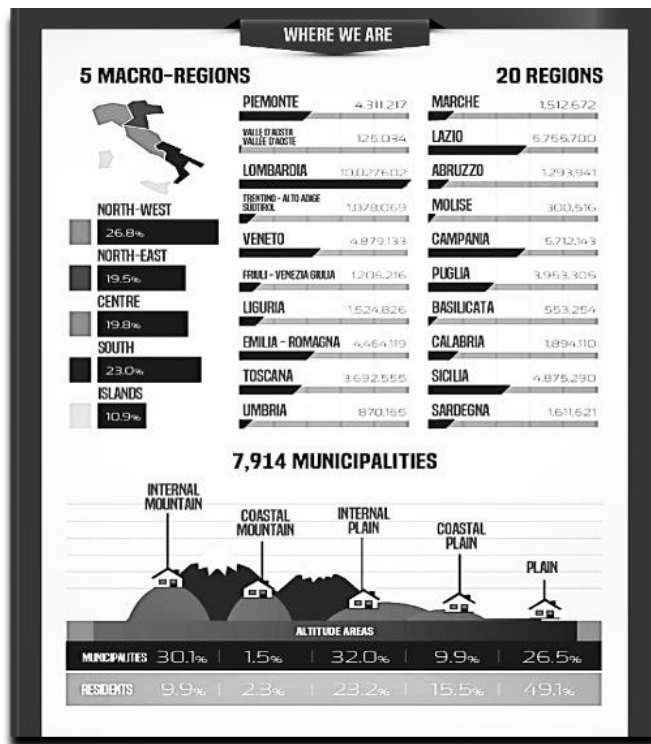 WHERE WE ARE
5 MACRO-REGIONS
NORTH-WEST
26.8%
NORTH-EAST
19.5%
CENTRE
19.8%
SOUTH
23.0%
ISLANDS
10.9%
20 REGIONS
PIEMONTE 4,311,217
VALLE D'AOSTA
VALLÉE D'AOSTE 125,034
LOMBARDIA 10,027,602
TRENTINO - ALTO ADIGE
SÜDTIROL 1,078,069
VENETO 4,879,133
FRIULI - VENEZIA GIULIA 1,206,216
LIGURIA 1,524,826
EMILIA - ROMAGNA 4,464,119
TOSCANA 3,692,555
UMBRIA 870,165
MARCHE 1,512,672
LAZIO 5,755,700
ABRUZZO 1,293,941
MOLISE 300,516
CAMPANIA 5,712,143
PUGLIA 3,953,305
BASILICATA 553,254
CALABRIA 1,894,110
SICILIA 4,875,290
SARDEGNA 1,611,621
7,914 MUNICIPALITIES
INTERNAL
MOUNTAIN
COASTAL
MOUNTAIN
INTERNAL
PLAIN
COASTAL
PLAIN
PLAIN
ALTITUDE AREAS
MUNICIPALITIES 30.1% | 1.5% | 32.0% | 9.9% | 26.5%
RESIDENTS 9.9% | 2.3% | 23.2% | 15.5% | 49.1%